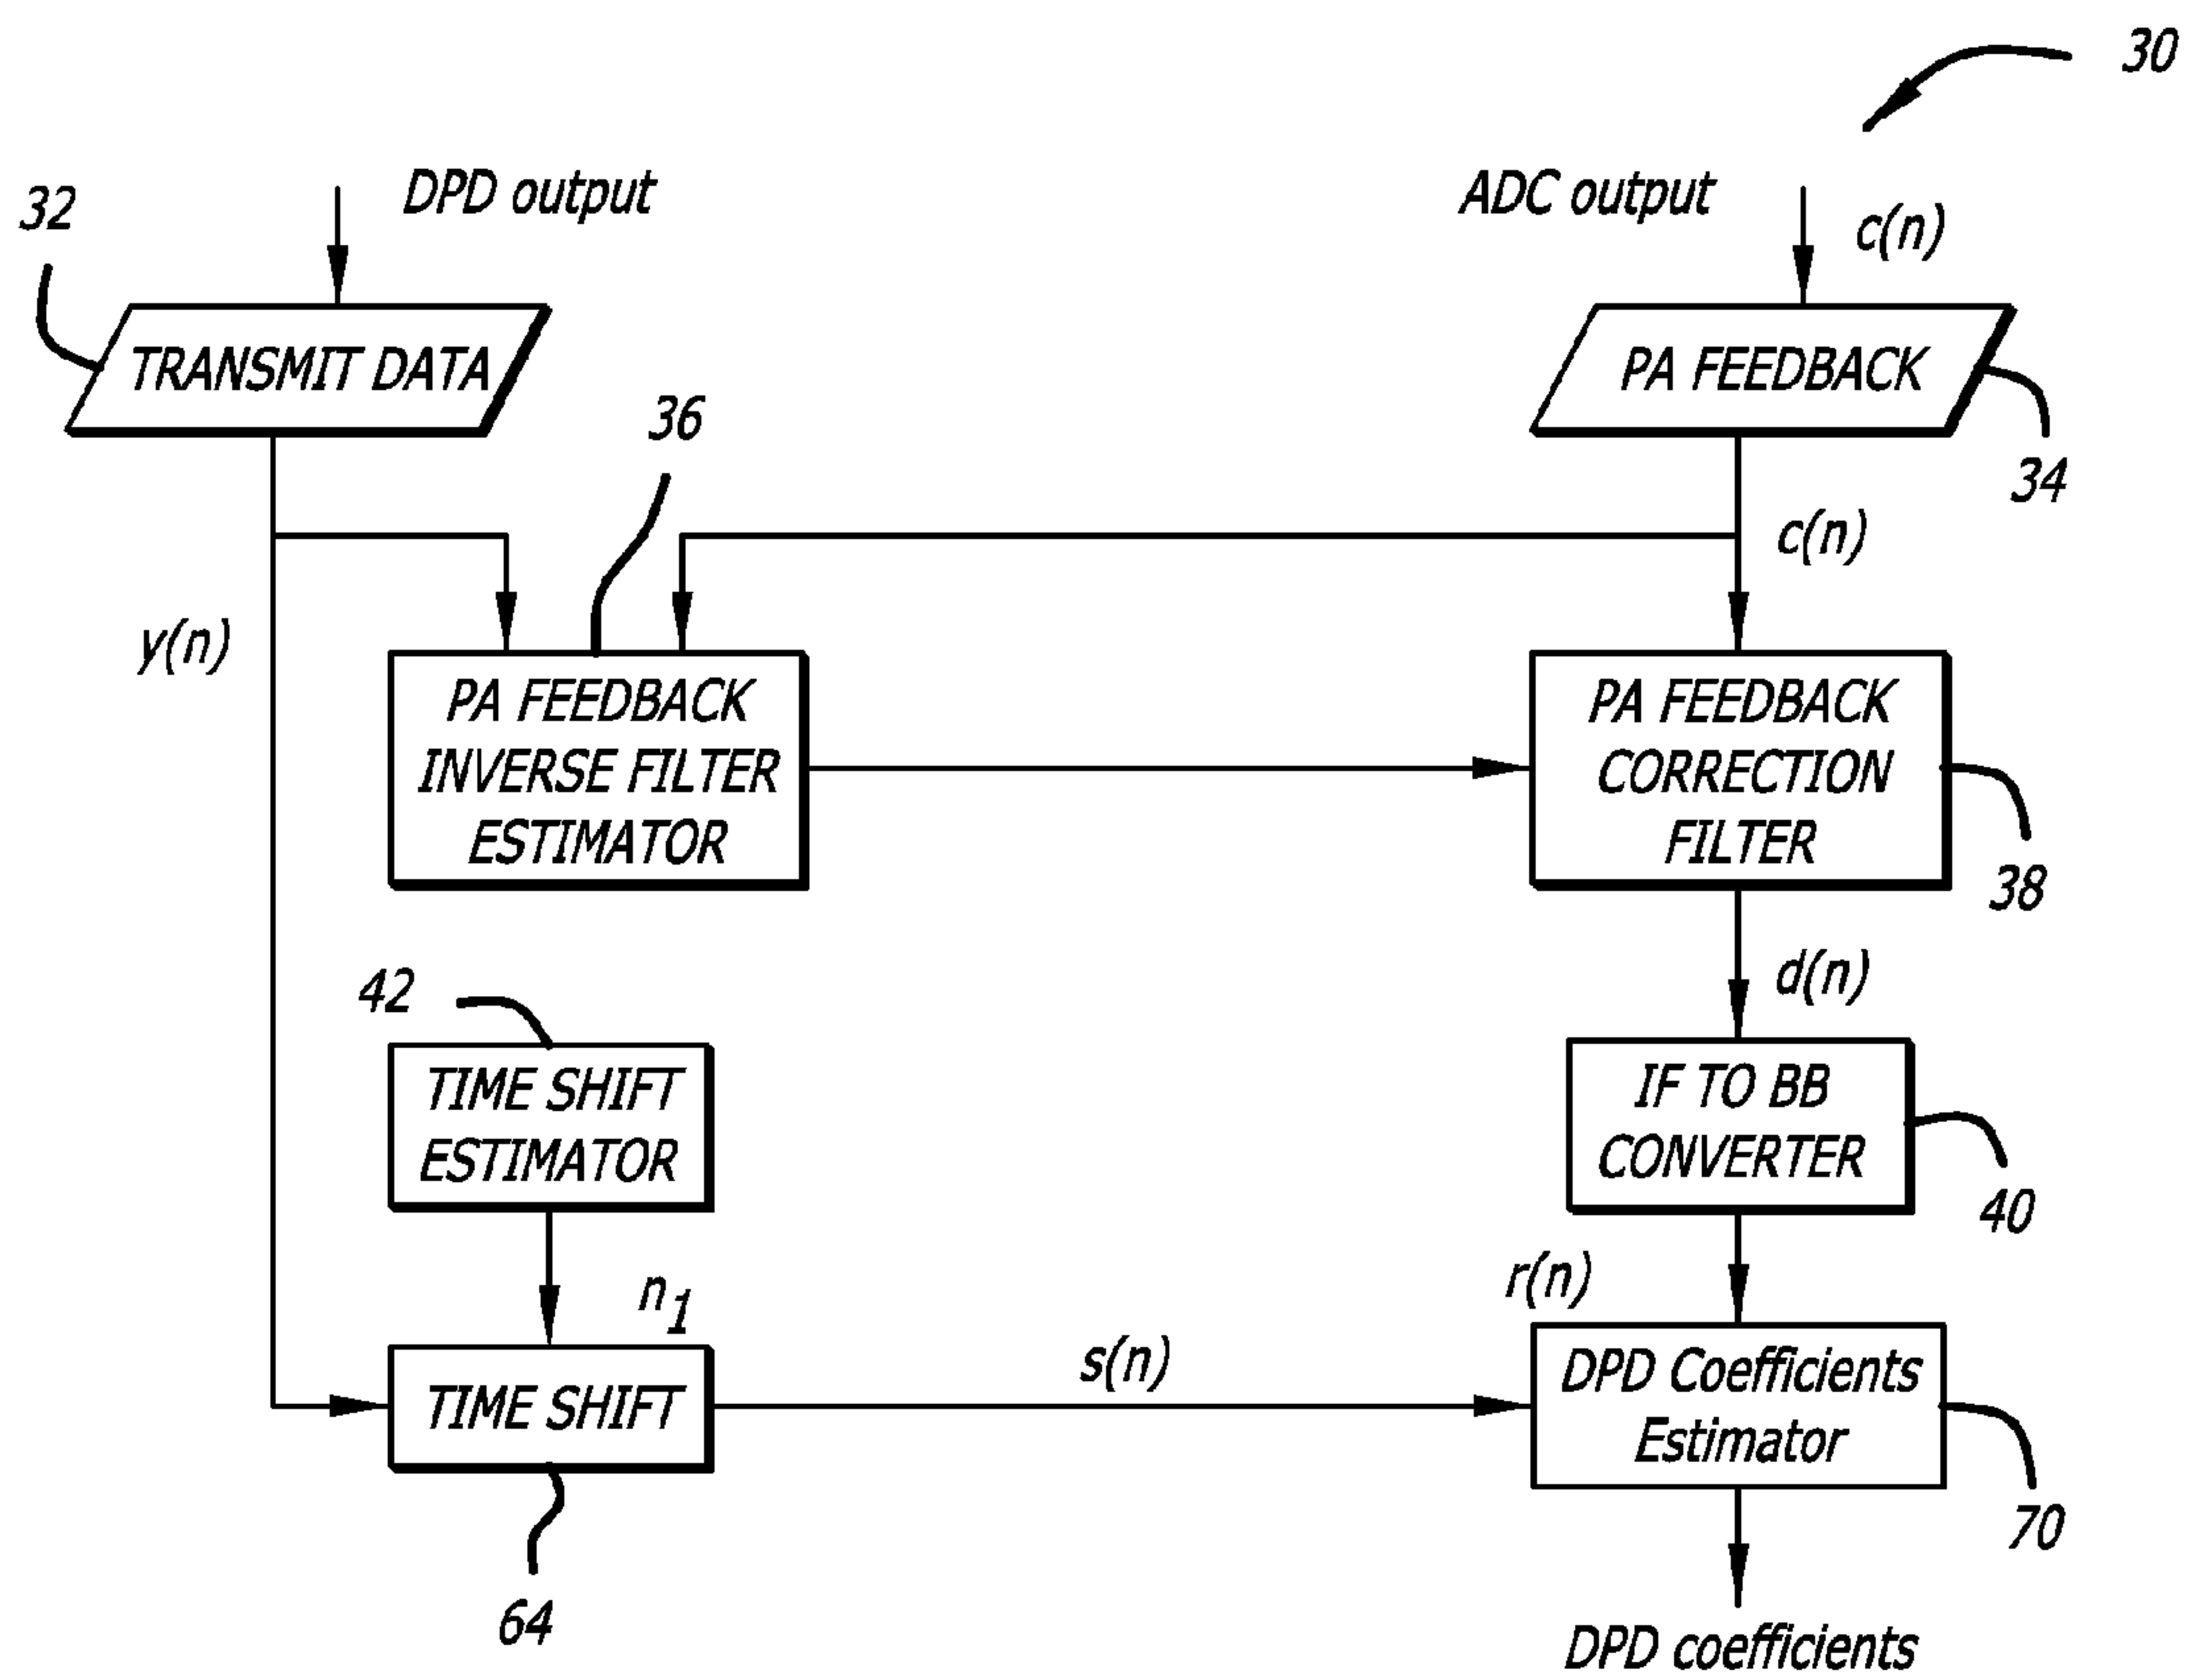 30
DPD output
ADC output
c(n)
32
TRANSMIT DATA
PA FEEDBACK
34
36
c(n)
y(n)
PA FEEDBACK
INVERSE FILTER
ESTIMATOR
PA FEEDBACK
CORRECTION
FILTER
38
d(n)
42
TIME SHIFT
ESTIMATOR
IF TO BB
CONVERTER
40
n1
r(n)
TIME SHIFT
s(n)
DPD Coefficients
Estimator
70
64
DPD coefficients